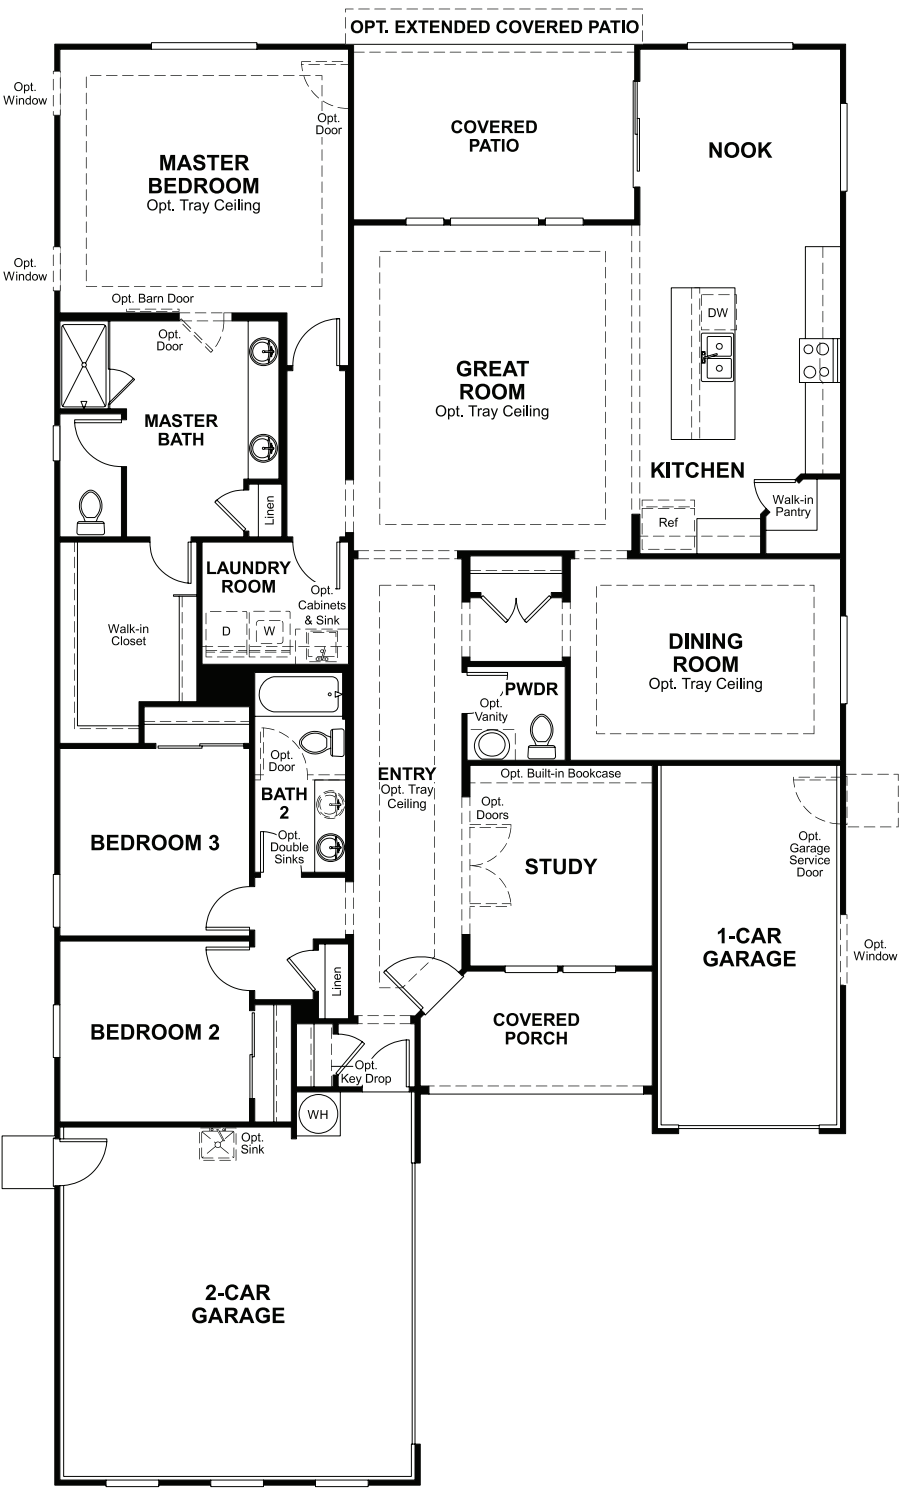 OPT. EXTENDED COVERED PATIO
Opt.
Window
Opt.
Door
MASTER
BEDROOM
Opt. Tray Ceiling
COVERED
PATIO
NOOK
Opt.
Window
Opt. Barn Door
Opt.
Door
DW
MASTER
BATH
GREAT
ROOM
Opt. Tray Ceiling
KITCHEN
Linen
Walk-in
Pantry
Ref
LAUNDRY
ROOM
Opt.
Cabinets
& Sink
D
W
Walk-in
Closet
DINING
ROOM
Opt. Tray Ceiling
PWDR
Opt.
Vanity
Opt.
Door
BATH
2
Opt.
Double
Sinks
ENTRY
Opt. Tray
Ceiling
Opt. Built-in Bookcase
Opt.
Doors
STUDY
Opt.
Garage
Service
Door
BEDROOM 3
1-CAR
GARAGE
Opt.
Window
Linen
BEDROOM 2
COVERED
PORCH
Opt.
Key Drop
WH
Opt.
Sink
2-CAR
GARAGE